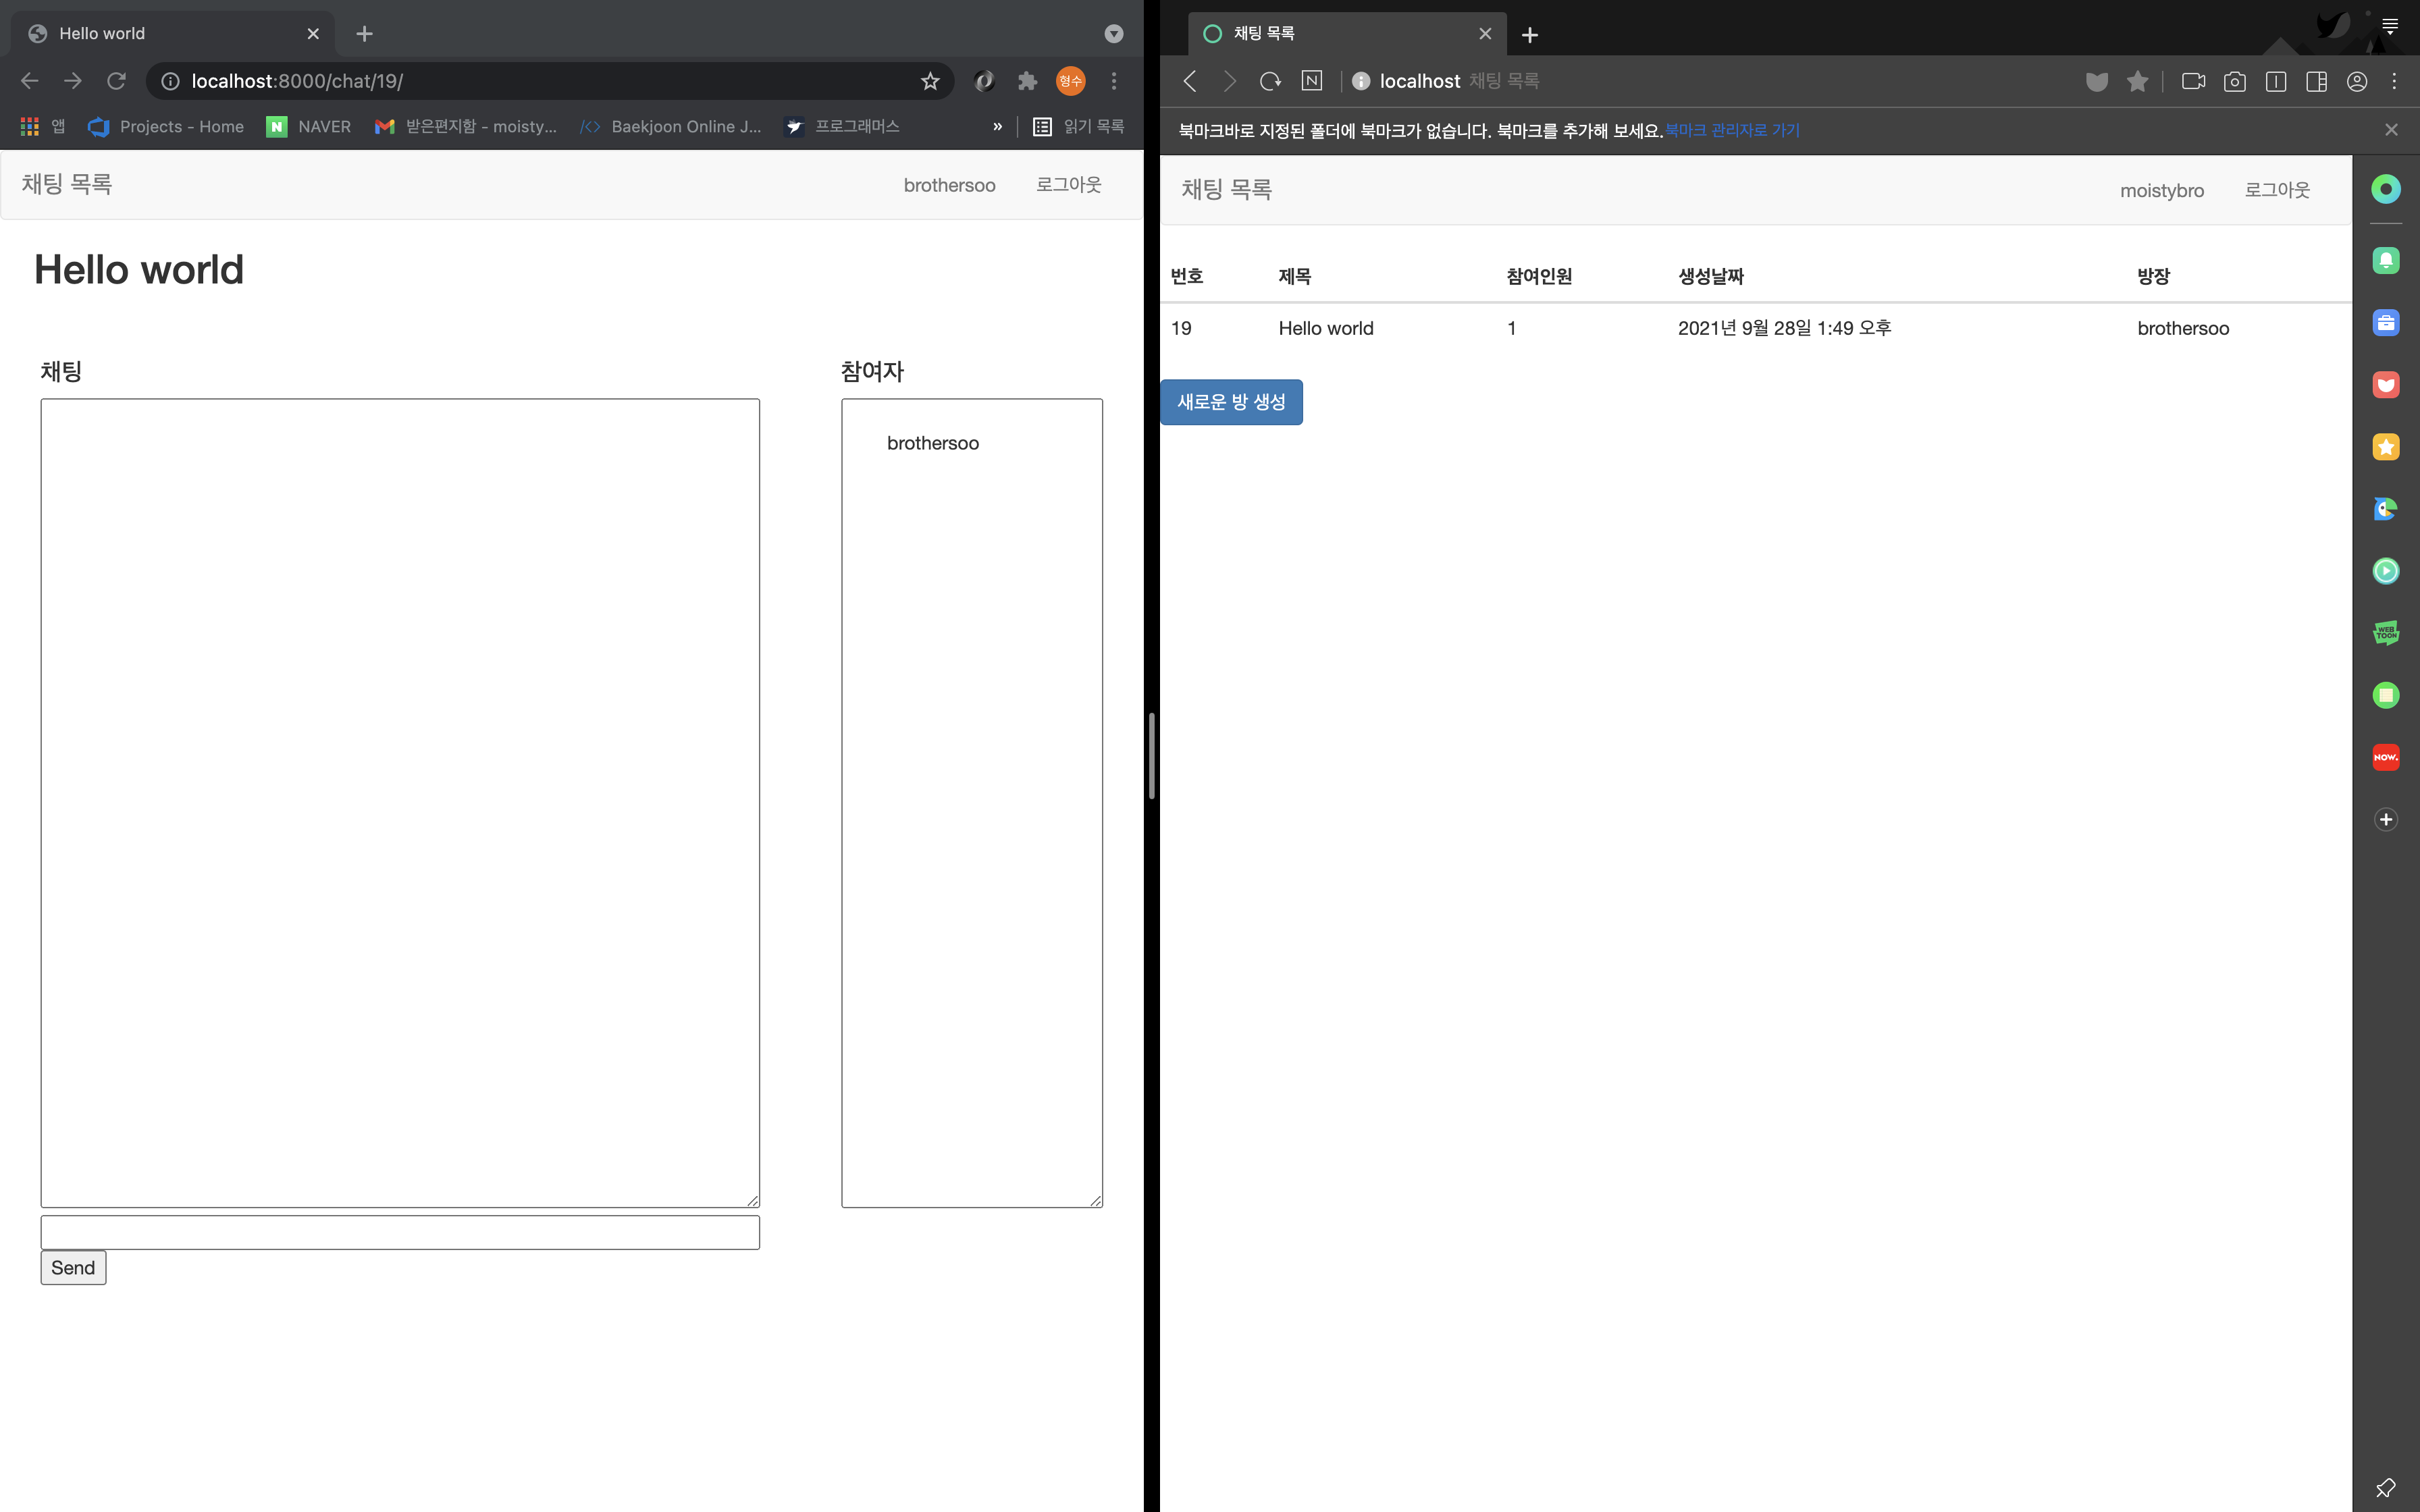 Hello world
localhost:8000/chat/19/
형수
앱 Projects - Home N NAVER 받은편지함 - moisty... Baekjoon Online J... 프로그래머스 » 읽기 목록
채팅 목록 brothersoo 로그아웃
Hello world
채팅 참여자
brothersoo
Send
채팅 목록
N localhost 채팅 목록
북마크바로 지정된 폴더에 북마크가 없습니다. 북마크를 추가해 보세요.북마크 관리자로 가기
채팅 목록 moistybro 로그아웃
번호 제목 참여인원 생성날짜 방장
19 Hello world 1 2021년 9월 28일 1:49 오후 brothersoo
새로운 방 생성
WEB
TOON
NOW.